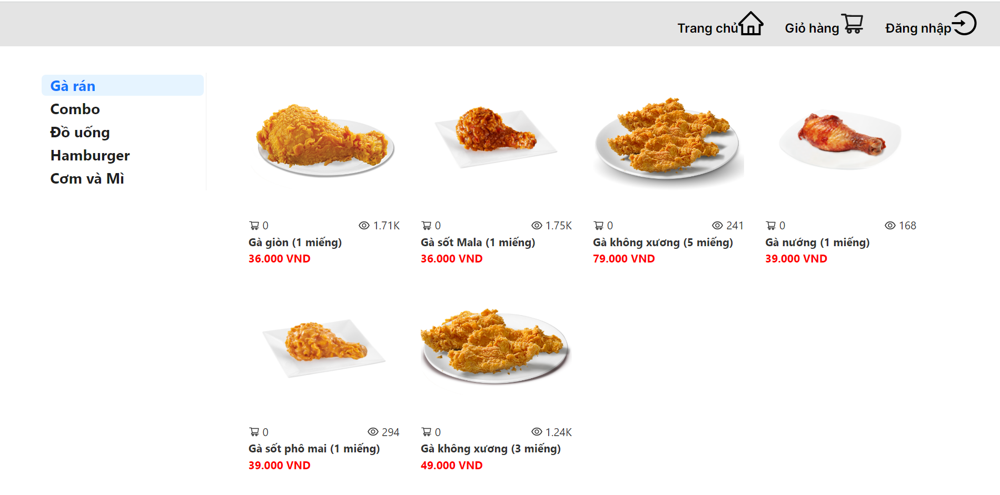 Trang chủ
Giỏ hàng
Đăng nhập
Gà rán
Combo
Đồ uống
Hamburger
Cơm và Mì
0 1.71K
Gà giòn (1 miếng)
36.000 VND
0 1.75K
Gà sốt Mala (1 miếng)
36.000 VND
0 241
Gà không xương (5 miếng)
79.000 VND
0 168
Gà nướng (1 miếng)
39.000 VND
0 294
Gà sốt phô mai (1 miếng)
39.000 VND
0 1.24K
Gà không xương (3 miếng)
49.000 VND